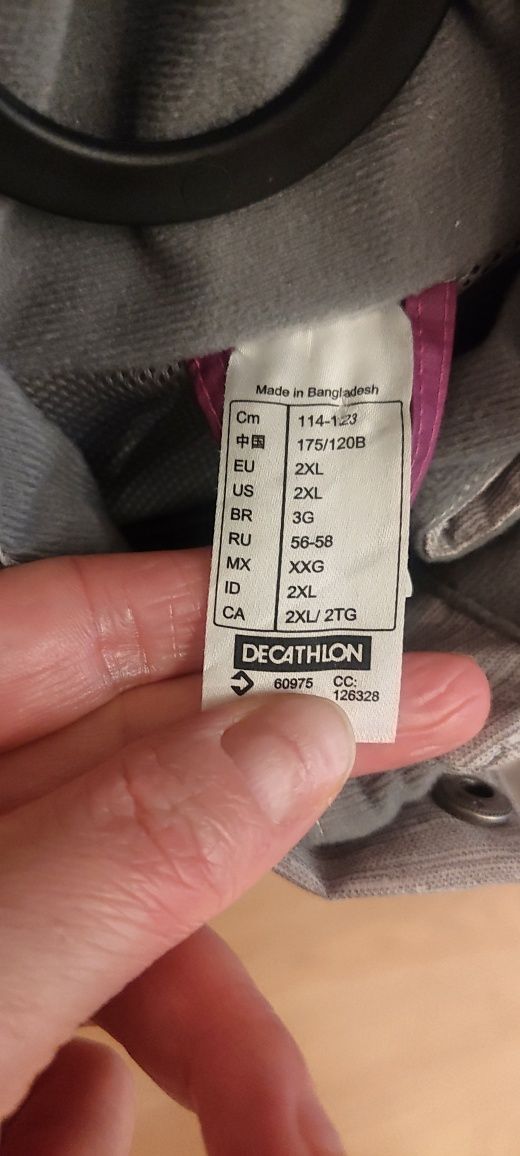 Made in Bangladesh
Cm 114-123
中国 175/120B
EU 2XL
US 2XL
BR 3G
RU 56-58
MX XXG
ID 2XL
CA 2XL/ 2TG
DECATHLON
60975 CC:
126328